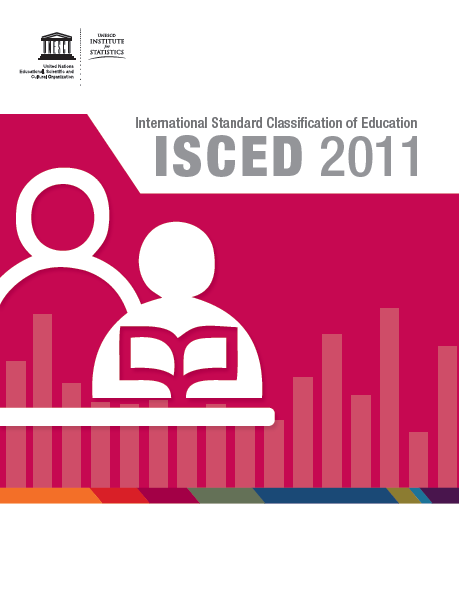 United Nations
Educational, Scientific and
Cultural Organization
UNESCO
INSTITUTE
for
STATISTICS
International Standard Classification of Education
ISCED 2011